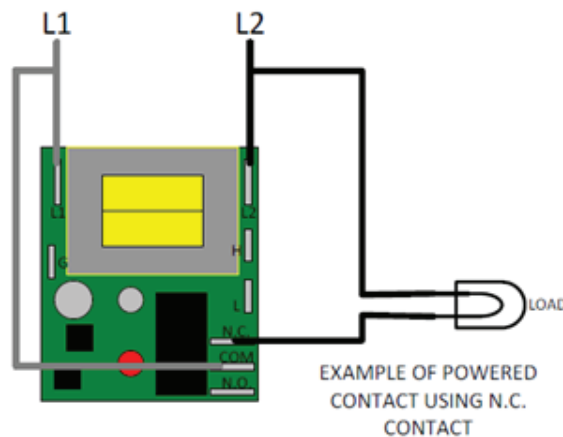 L1 L2
L1 L2
H
G
L
LOAD
N.C.
COM
N.O.
EXAMPLE OF POWERED
CONTACT USING N.C.
CONTACT